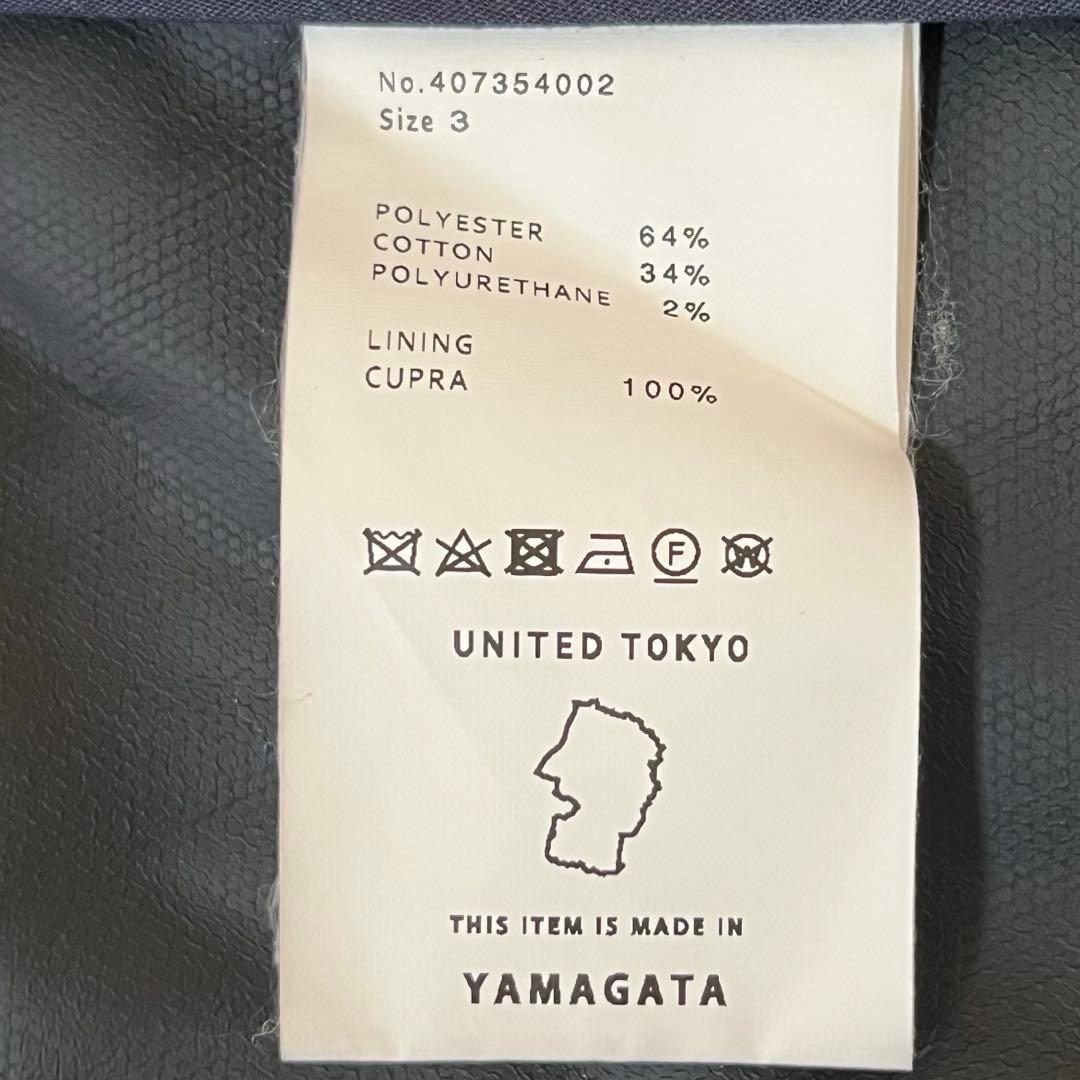 No.407354002
Size 3
POLYESTER 64%
COTTON 34%
POLYURETHANE 2%
LINING
CUPRA 100%
F W
UNITED TOKYO
THIS ITEM IS MADE IN
YAMAGATA